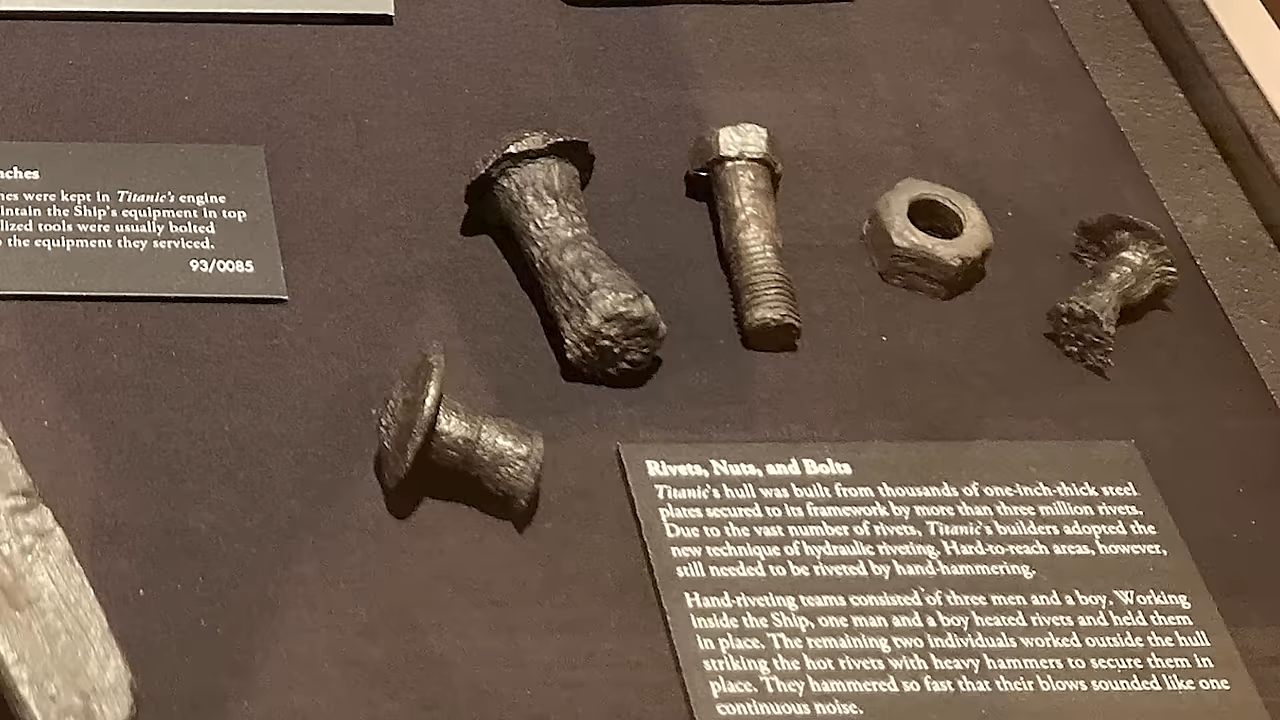 nches
nes were kept in Titanic's engine
intain the Ship's equipment in top
lized tools were usually bolted
o the equipment they serviced.
93/0085
Rivets, Nuts, and Bolts
Titanic's hull was built from thousands of one-inch-thick steel
plates secured to its framework by more than three million rivets.
Due to the vast number of rivets, Titanic's builders adopted the
new technique of hydraulic riveting. Hard-to-reach areas, however,
still needed to be riveted by hand-hammering.
Hand-riveting teams consisted of three men and a boy. Working
inside the Ship, one man and a boy heated rivets and held them
in place. The remaining two individuals worked outside the hull
striking the hot rivets with heavy hammers to secure them in
place. They hammered so fast that their blows sounded like one
continuous noise.